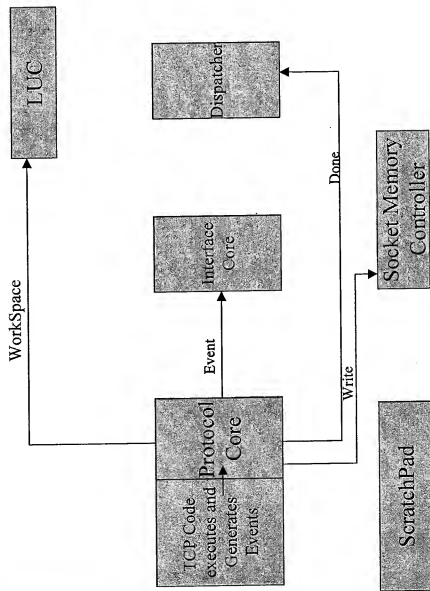 LUC
Dispatcher
WorkSpace
Interface
Core
Done
Socket Memory
Controller
Event
Write
Protocol
Core
TCP Code
executes and
Generates
Events
ScratchPad